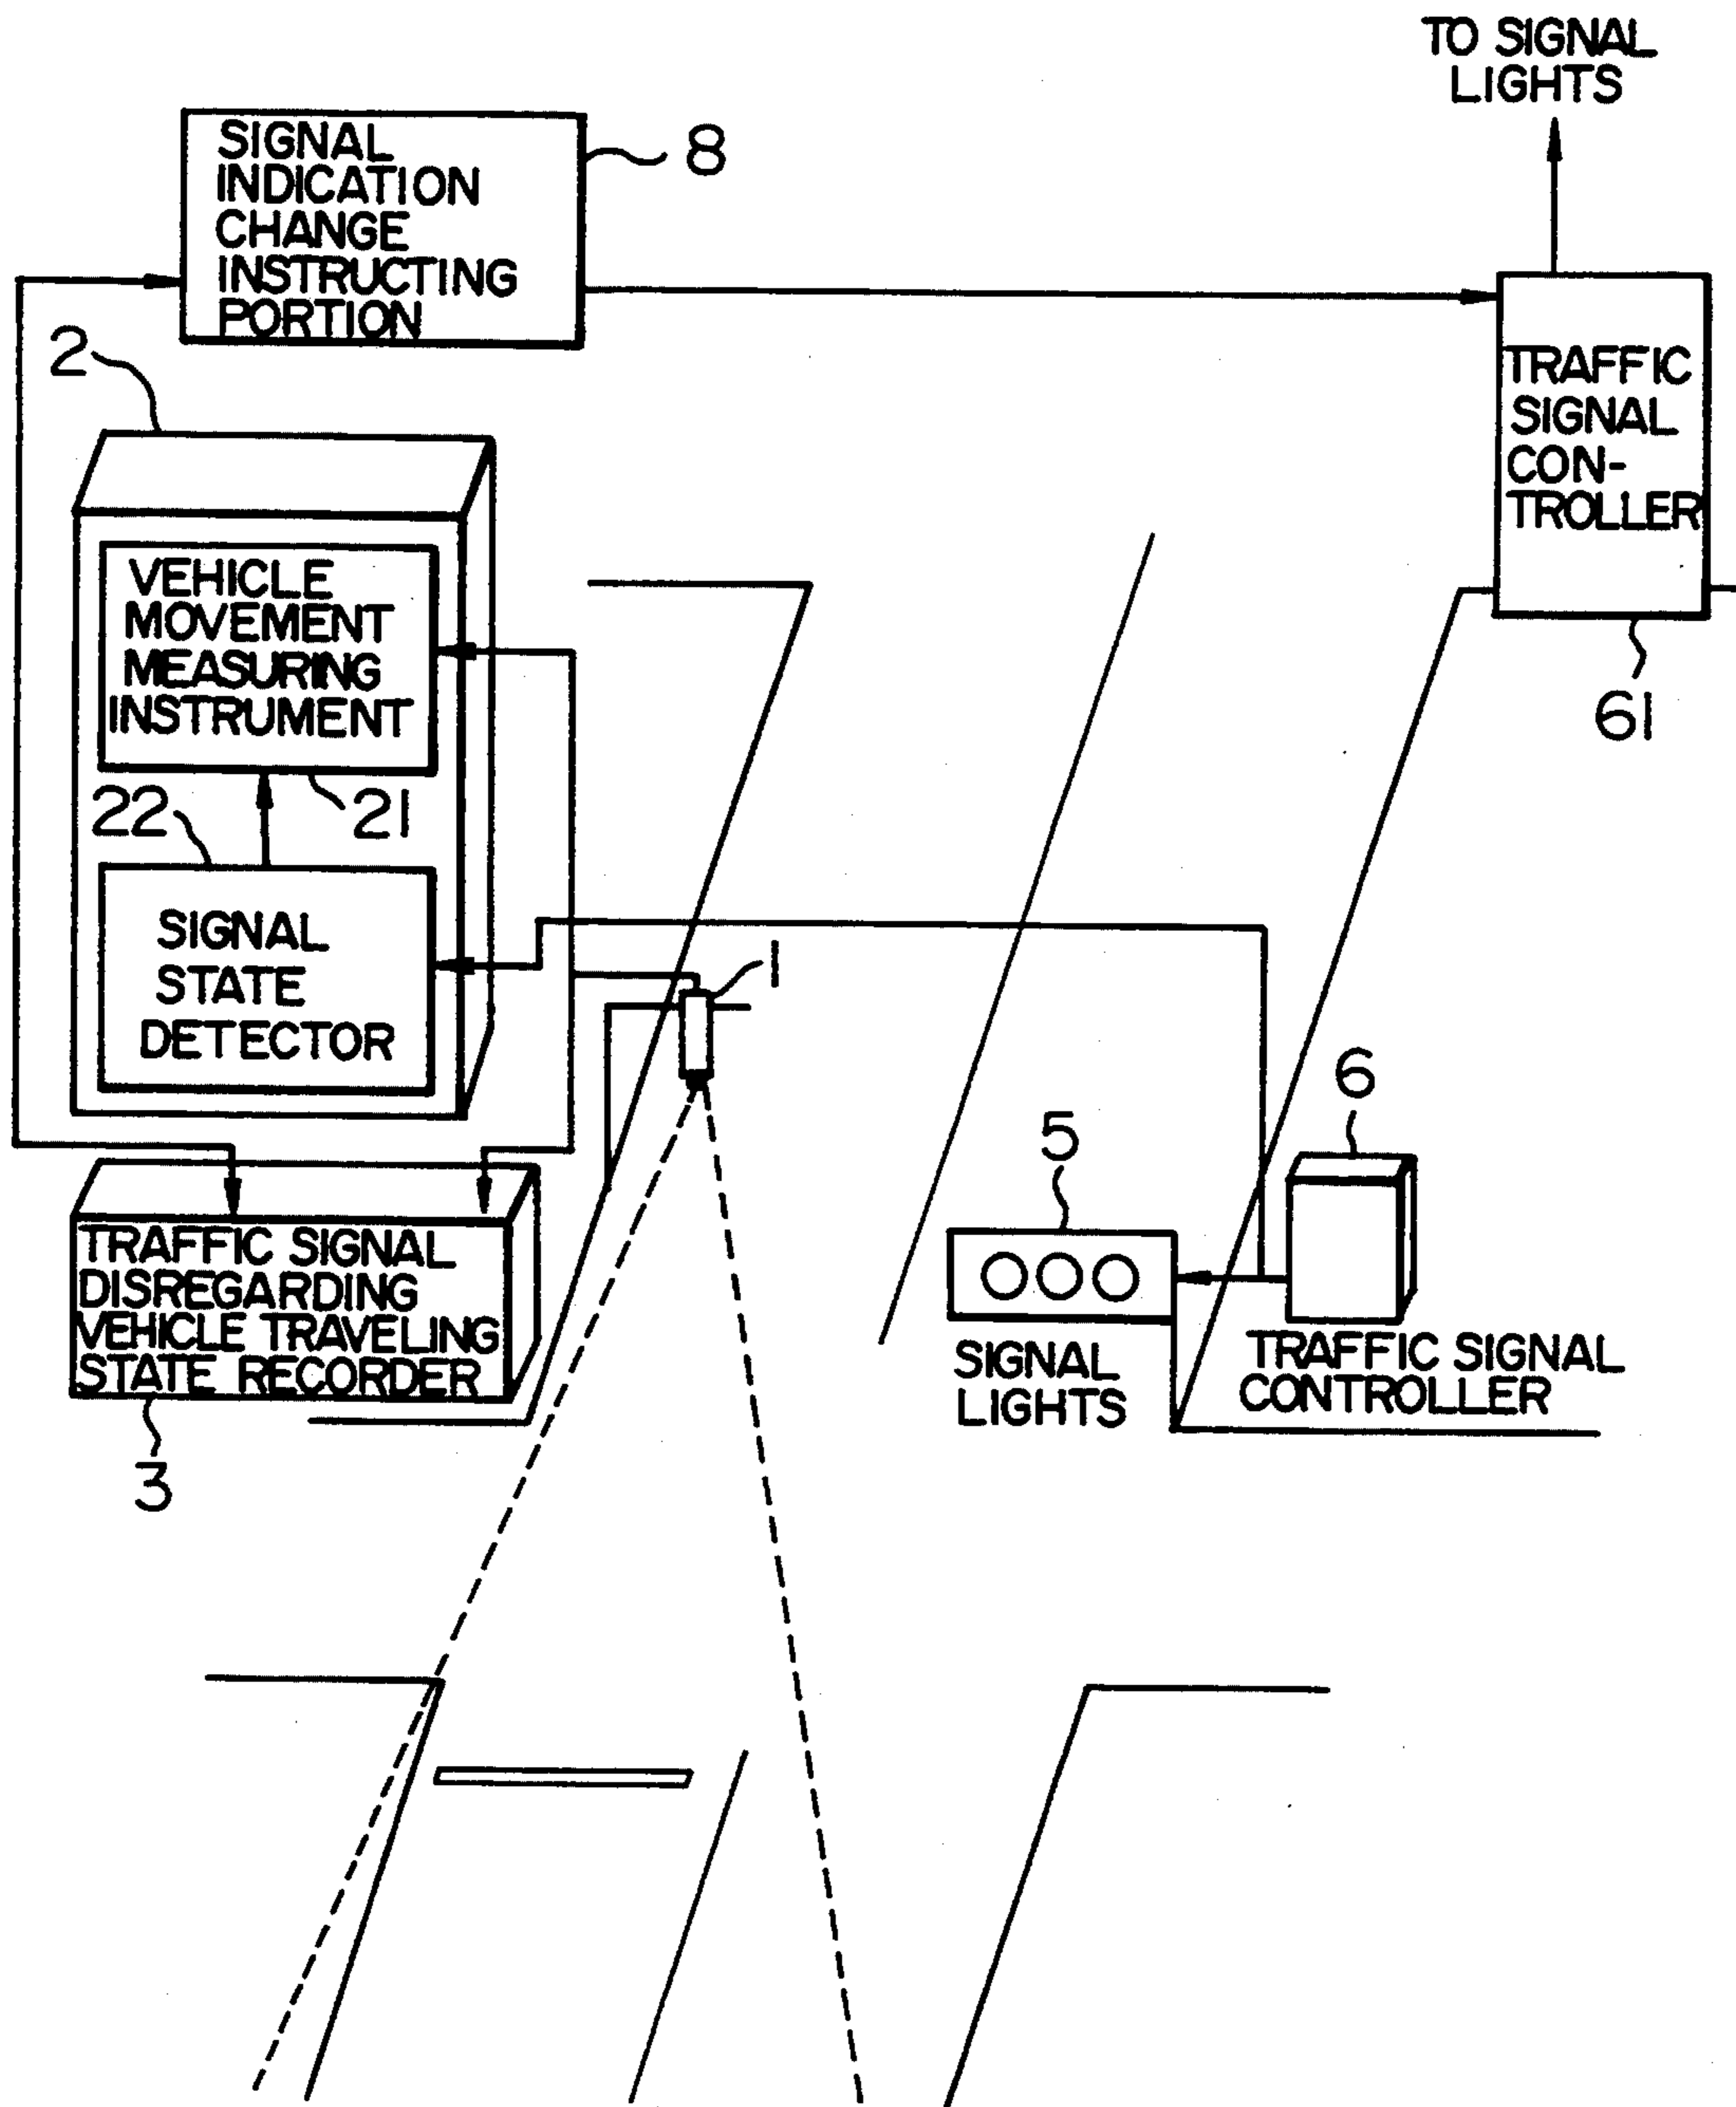 TO SIGNAL
LIGHTS
SIGNAL
INDICATION
CHANGE
INSTRUCTING
PORTION
8
2
TRAFFIC
SIGNAL
CON-
TROLLER
61
VEHICLE
MOVEMENT
MEASURING
INSTRUMENT
22
21
SIGNAL
STATE
DETECTOR
1
6
5
TRAFFIC SIGNAL
DISREGARDING
VEHICLE TRAVELING
STATE RECORDER
3
SIGNAL
LIGHTS
TRAFFIC SIGNAL
CONTROLLER